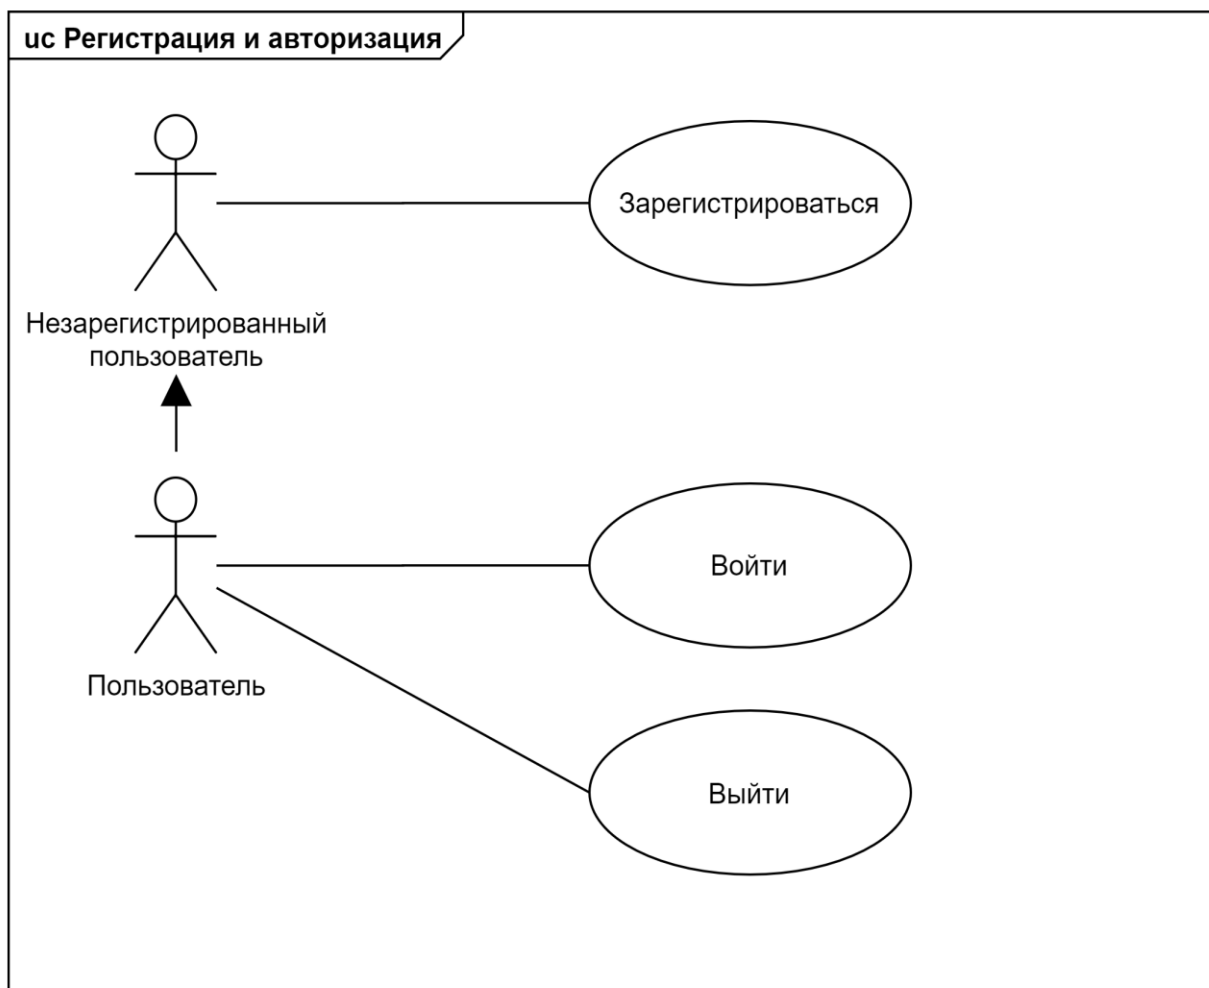 uc Регистрация и авторизация
Зарегистрироваться
Незарегистрированный
пользователь
Войти
Пользователь
Выйти